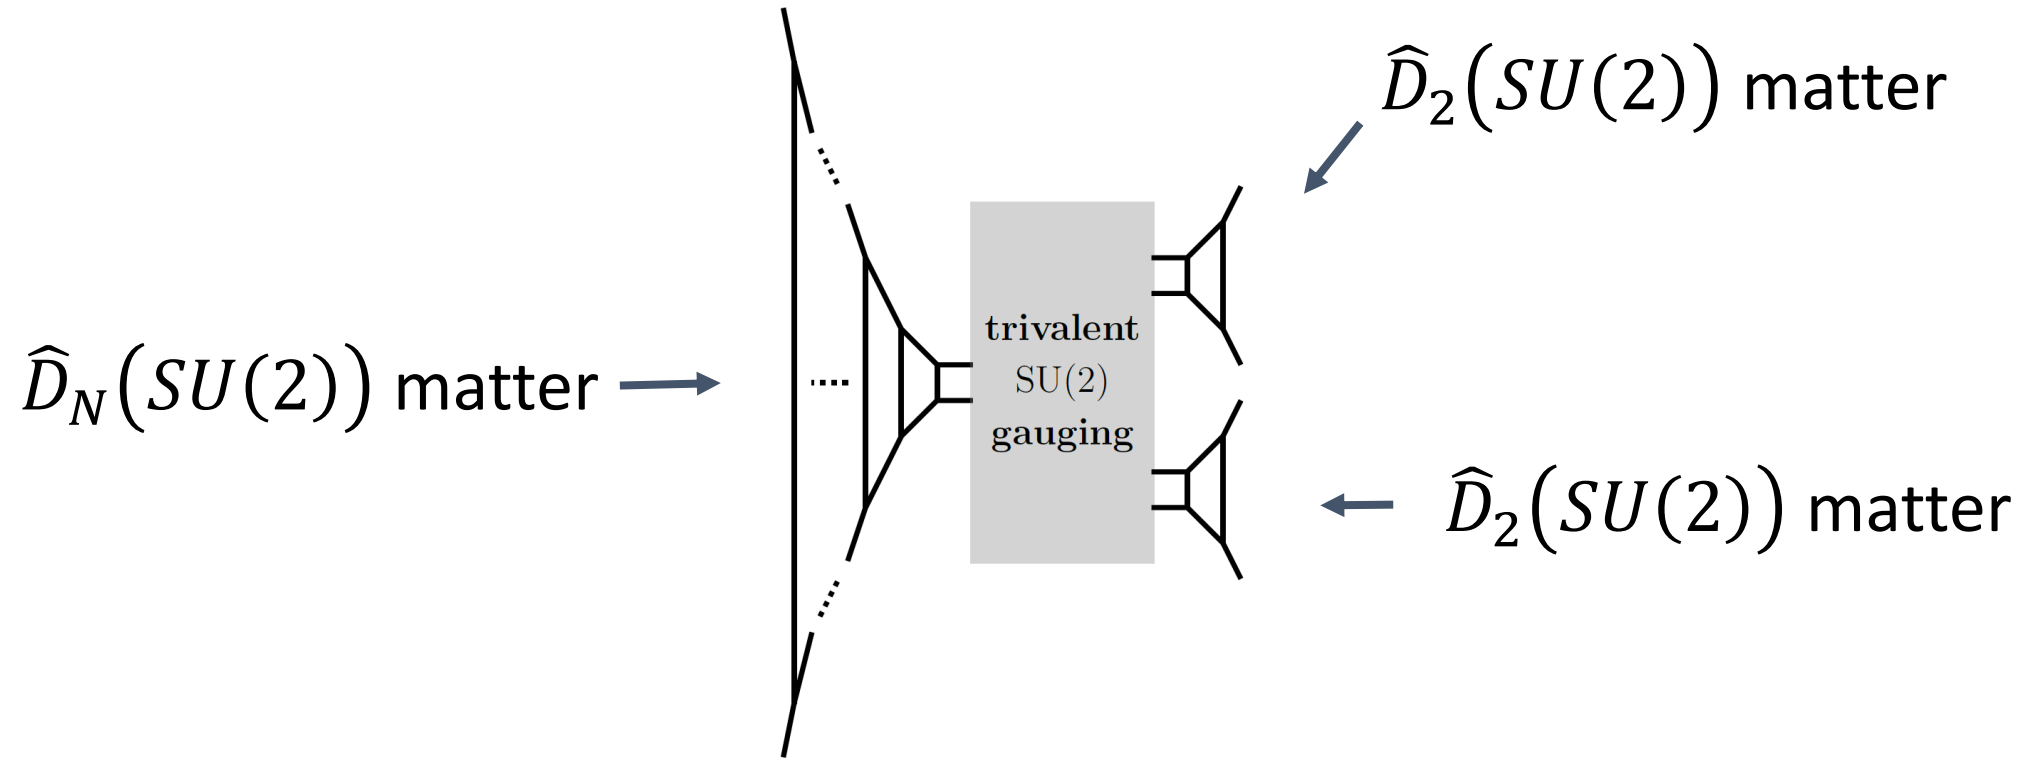 D̂₂(SU(2)) matter
D̂_N(SU(2)) matter
trivalent
SU(2)
gauging
D̂₂(SU(2)) matter